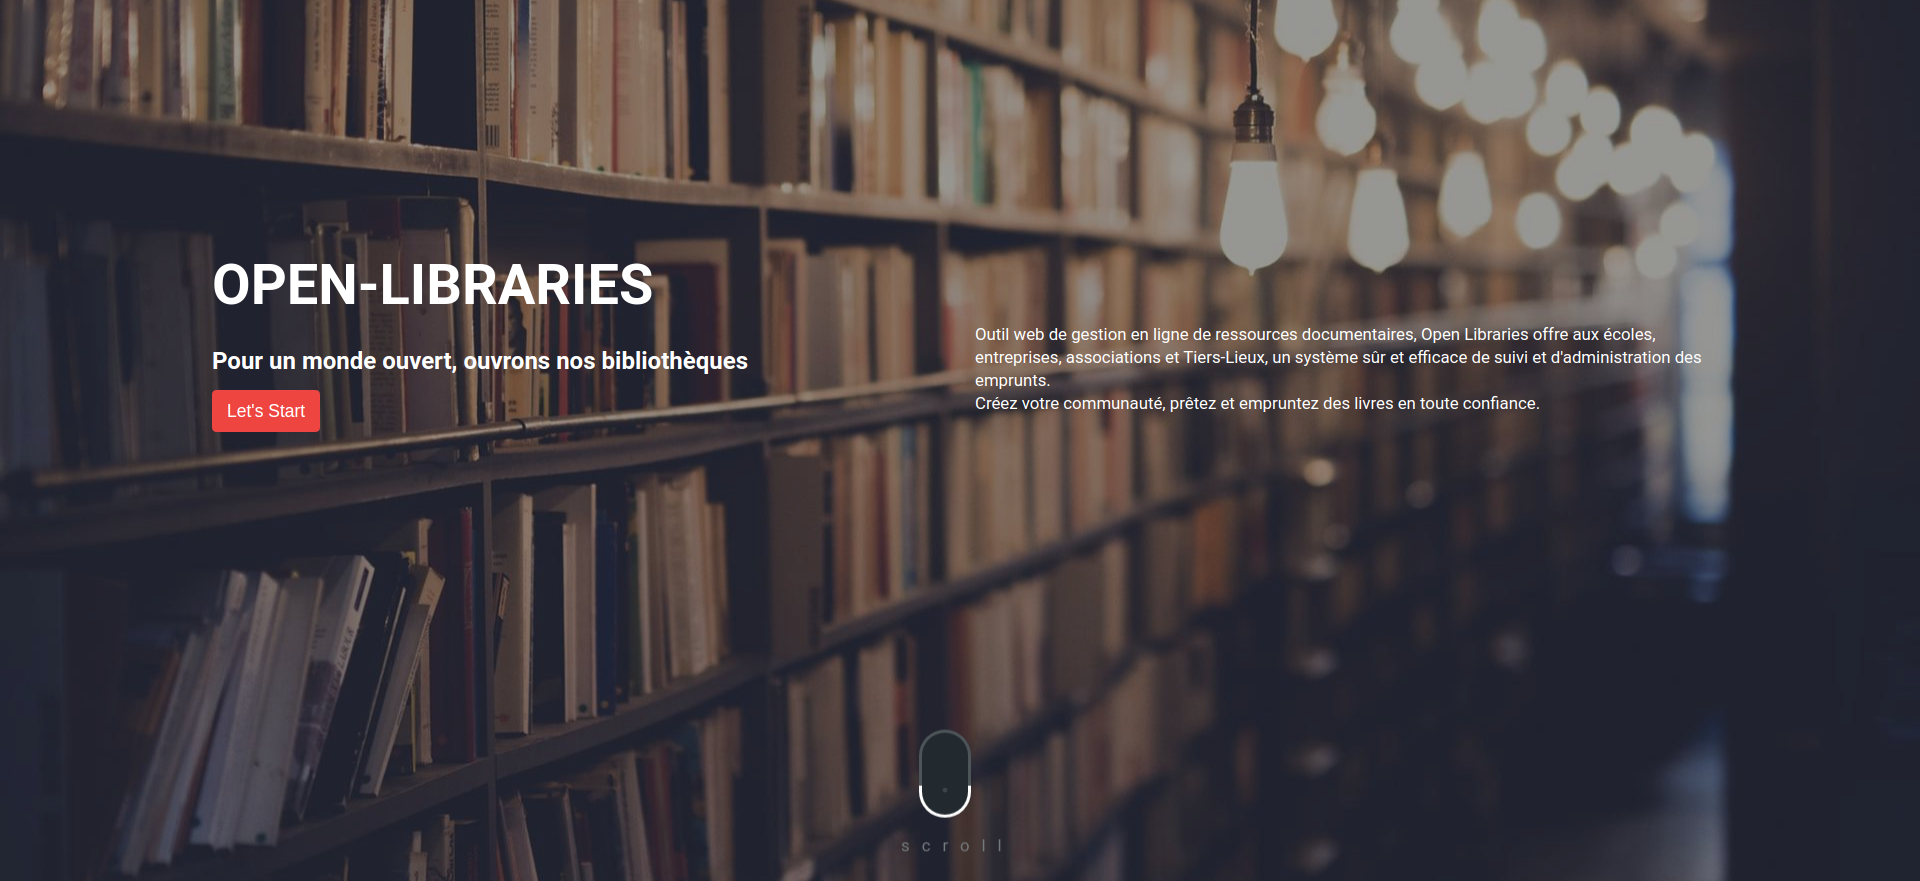 OPEN-LIBRARIES
Pour un monde ouvert, ouvrons nos bibliothèques
Let's Start
Outil web de gestion en ligne de ressources documentaires, Open Libraries offre aux écoles,
entreprises, associations et Tiers-Lieux, un système sûr et efficace de suivi et d'administration des
emprunts.
Créez votre communauté, prêtez et empruntez des livres en toute confiance.
scroll